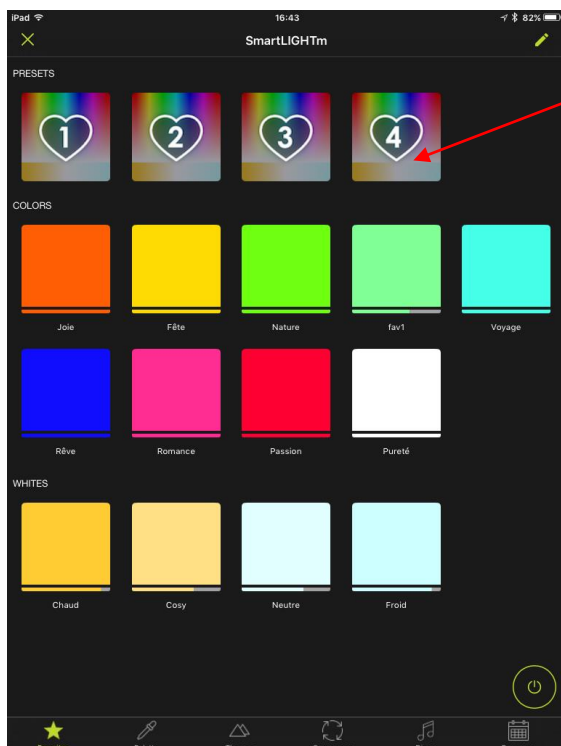 iPad 16:43 82%
SmartLIGHTm
PRESETS
1 2 3 4
COLORS
Joie Fête Nature fav1 Voyage
Rêve Romance Passion Pureté
WHITES
Chaud Cosy Neutre Froid